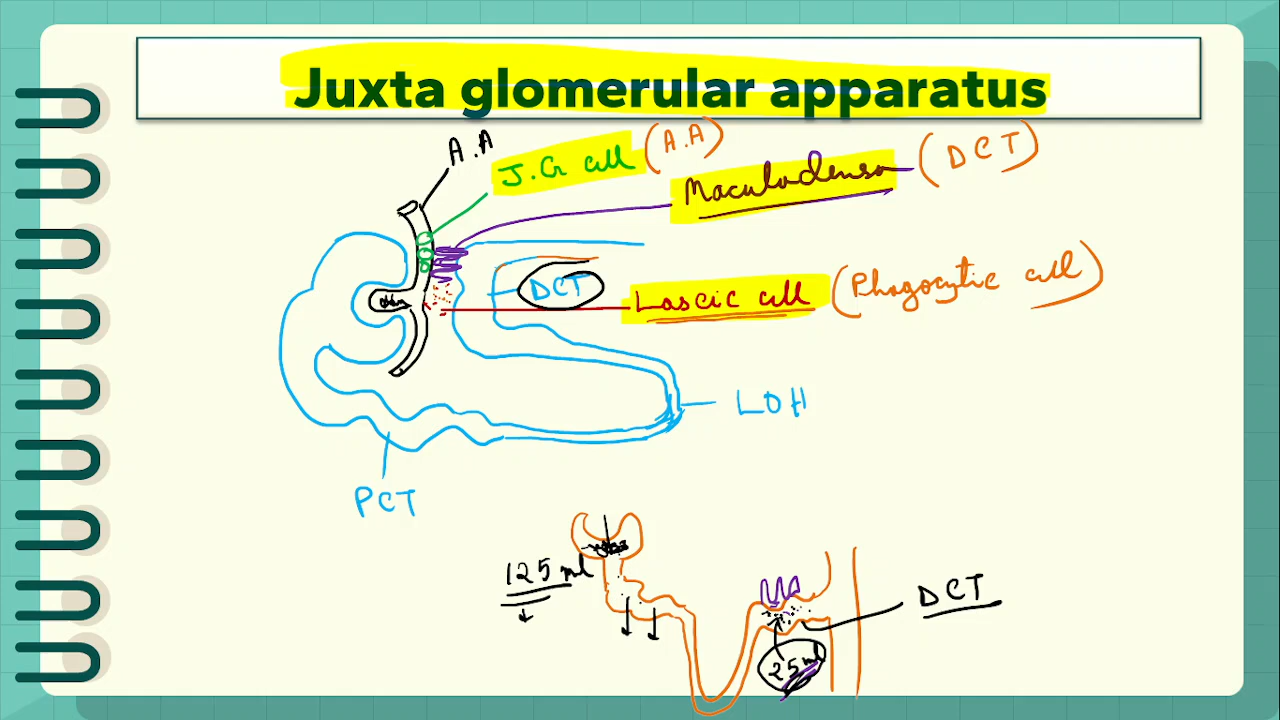 Juxta glomerular apparatus
A.A
J.G cell (A.A)
Maculadensa (DCT)
DCT
Lascic cell (Phagocytic cell)
LOH
PCT
125 ml
DCT
25 ml